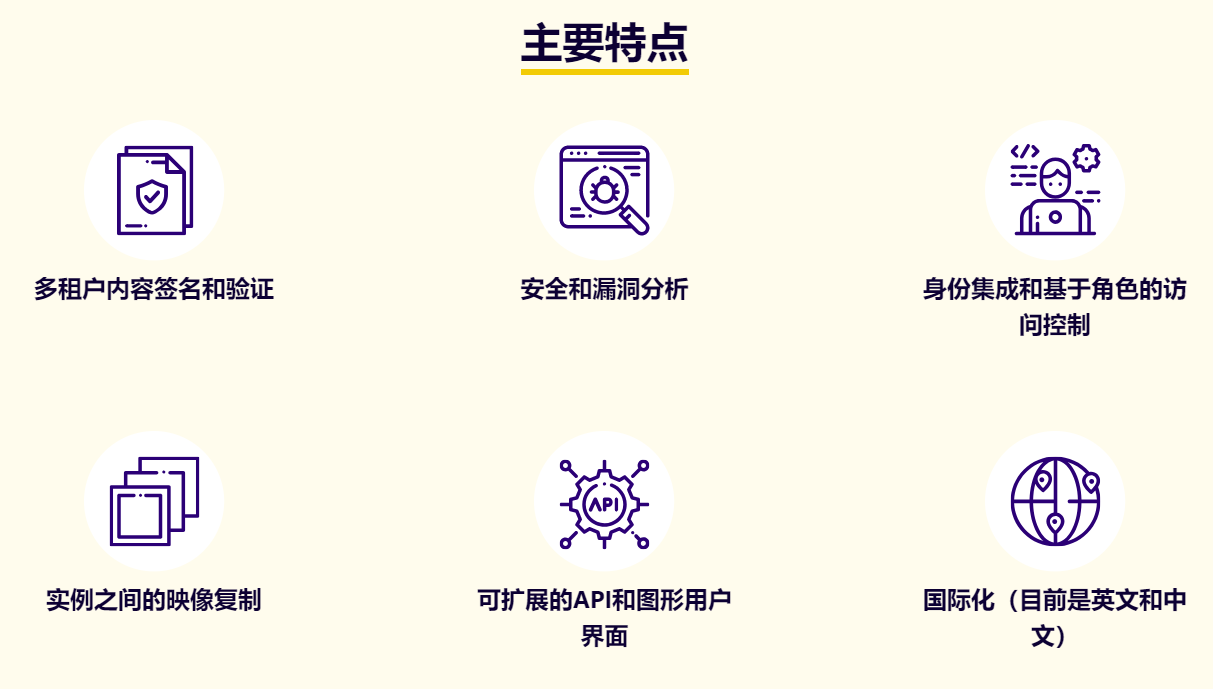 主要特点
多租户内容签名和验证
安全和漏洞分析
身份集成和基于角色的访
问控制
实例之间的映像复制
API
可扩展的API和图形用户
界面
国际化（目前是英文和中
文）